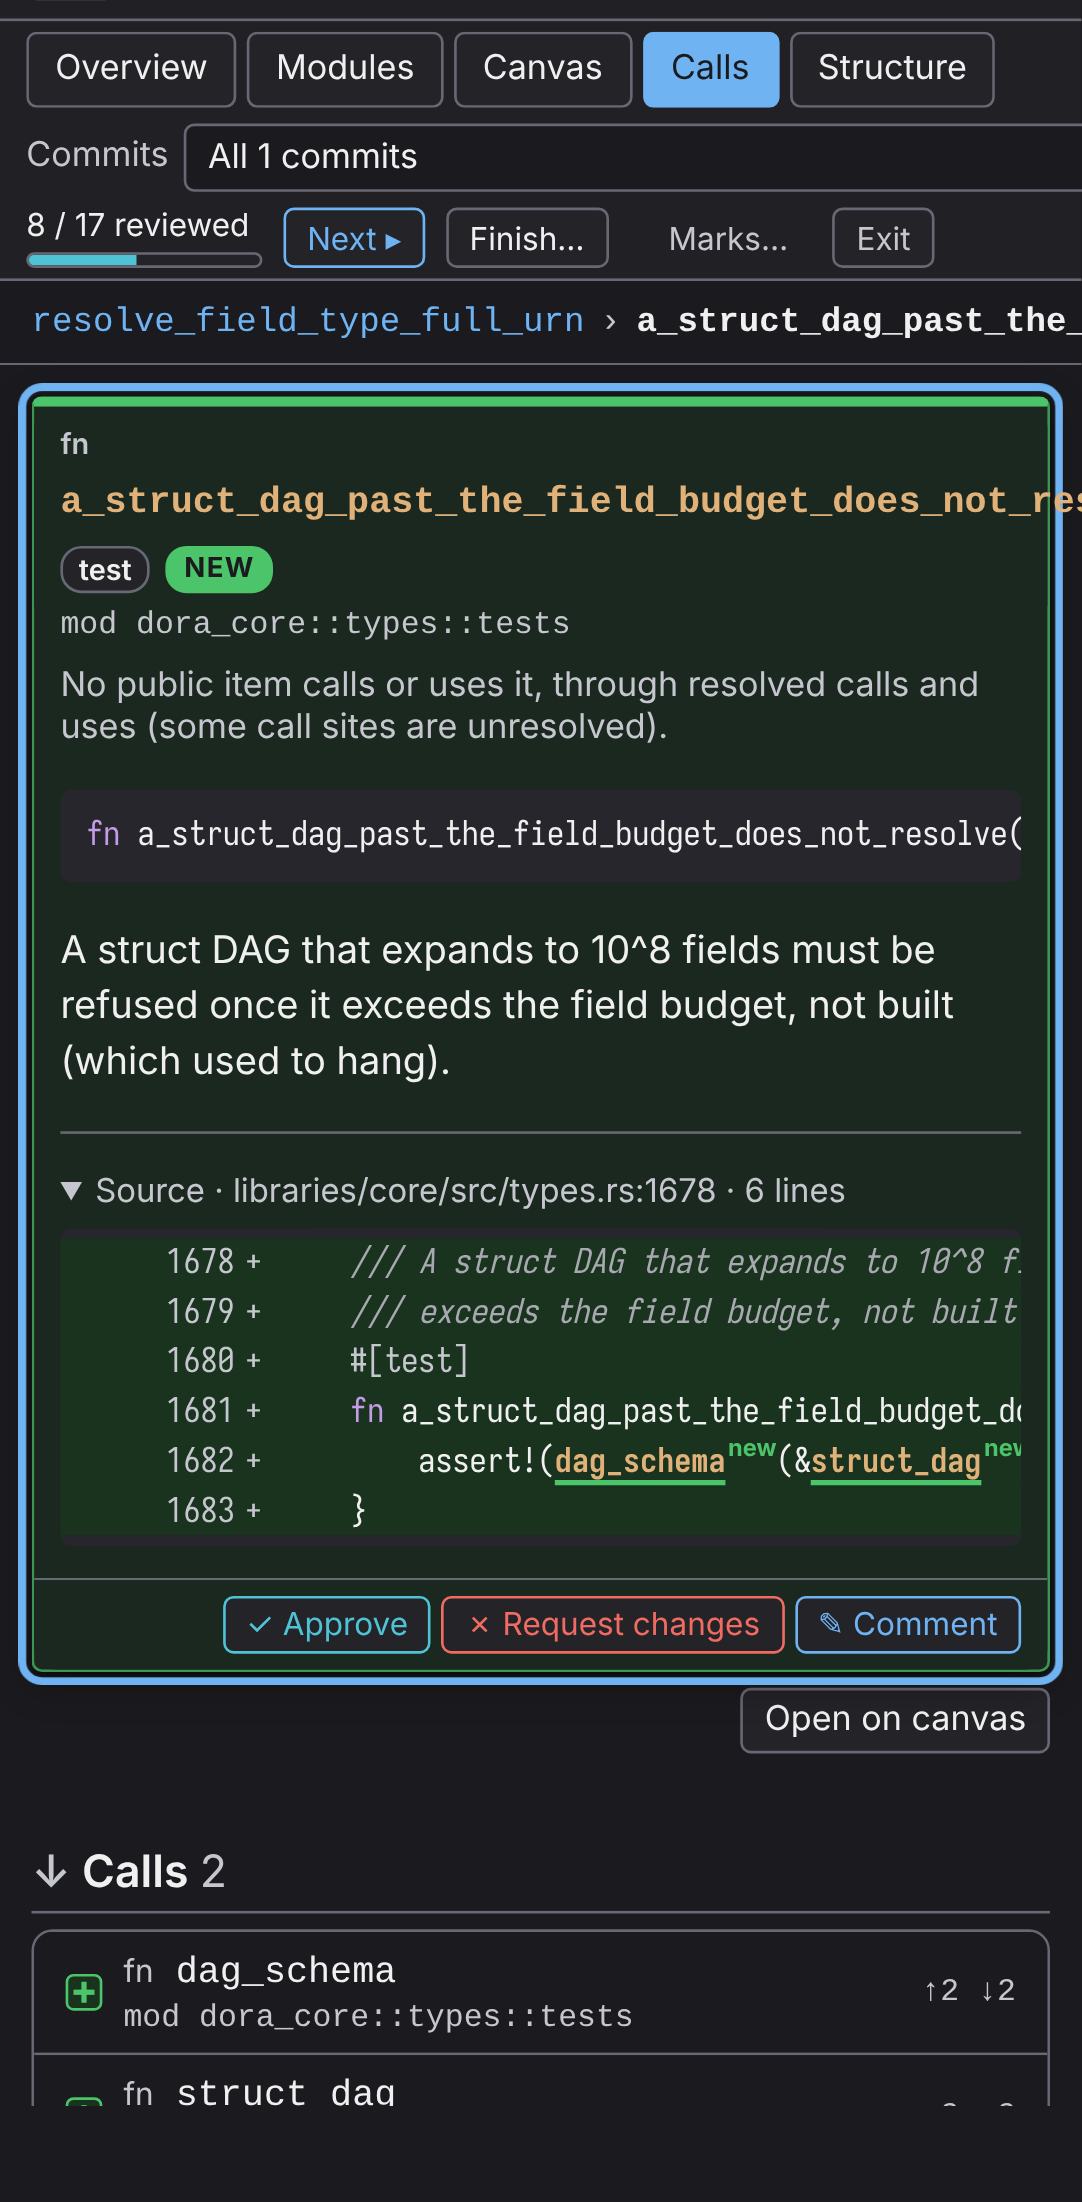 Overview Modules Canvas Calls Structure
Commits All 1 commits
8 / 17 reviewed Next ▸ Finish... Marks... Exit
resolve_field_type_full_urn › a_struct_dag_past_the_
fn
a_struct_dag_past_the_field_budget_does_not_res
test NEW
mod dora_core::types::tests
No public item calls or uses it, through resolved calls and
uses (some call sites are unresolved).
fn a_struct_dag_past_the_field_budget_does_not_resolve(
A struct DAG that expands to 10^8 fields must be
refused once it exceeds the field budget, not built
(which used to hang).
▼ Source · libraries/core/src/types.rs:1678 · 6 lines
1678 + /// A struct DAG that expands to 10^8 f
1679 + /// exceeds the field budget, not built
1680 + #[test]
1681 + fn a_struct_dag_past_the_field_budget_do
1682 + assert!(dag_schema new (&struct_dag new
1683 + }
✓ Approve × Request changes ✎ Comment
Open on canvas
↓ Calls 2
fn dag_schema
mod dora_core::types::tests
↑2 ↓2
fn struct_dag